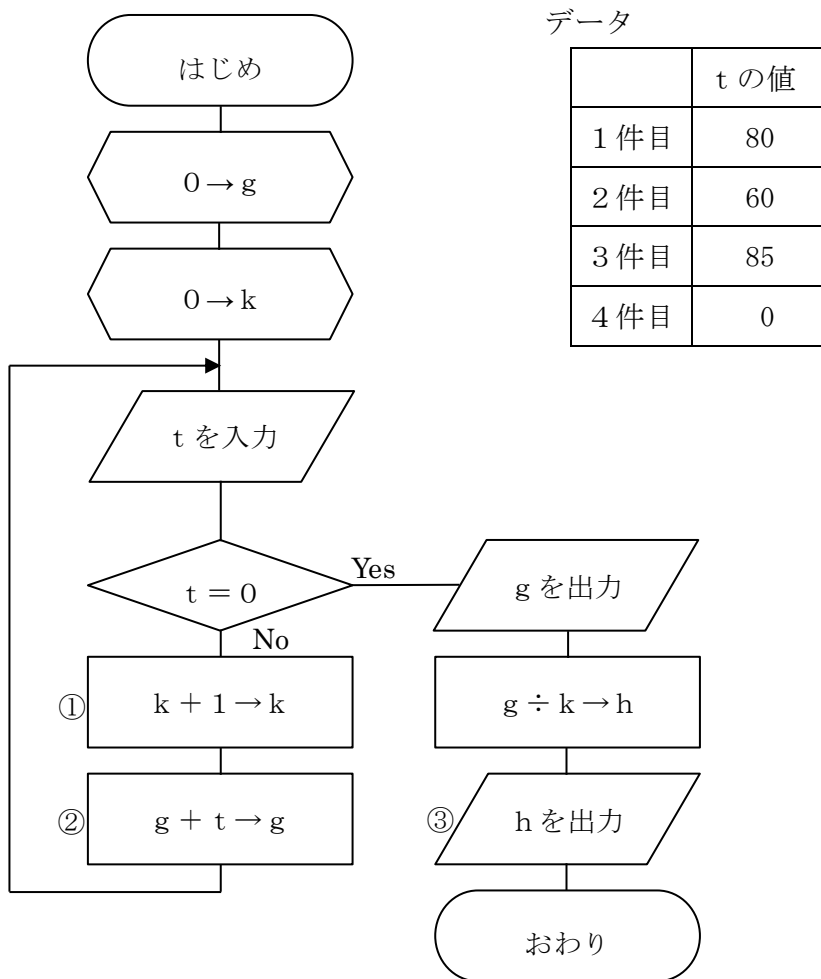 はじめ
0→g
0→k
tを入力
t=0
Yes
No
① k+1→k
② g+t→g
gを出力
g÷k→h
③ hを出力
おわり
データ
tの値
1件目 80
2件目 60
3件目 85
4件目 0